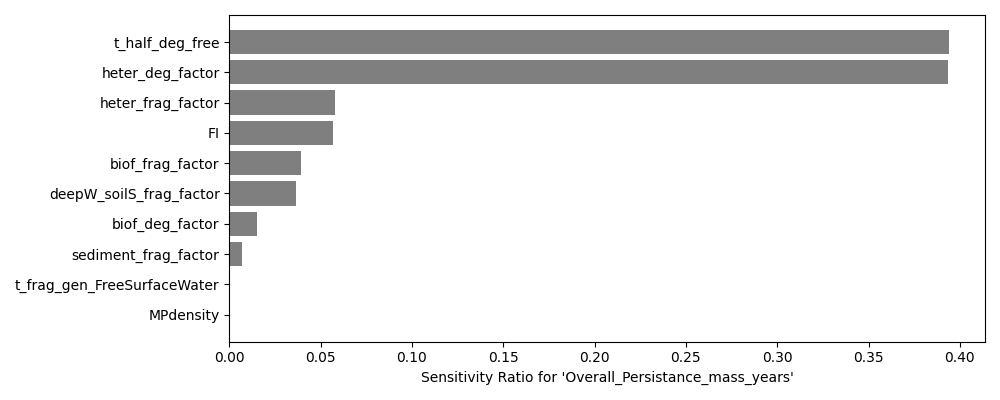 t_half_deg_free
heter_deg_factor
heter_frag_factor
FI
biof_frag_factor
deepW_soilS_frag_factor
biof_deg_factor
sediment_frag_factor
t_frag_gen_FreeSurfaceWater
MPdensity
0.00 0.05 0.10 0.15 0.20 0.25 0.30 0.35 0.40
Sensitivity Ratio for 'Overall_Persistance_mass_years'